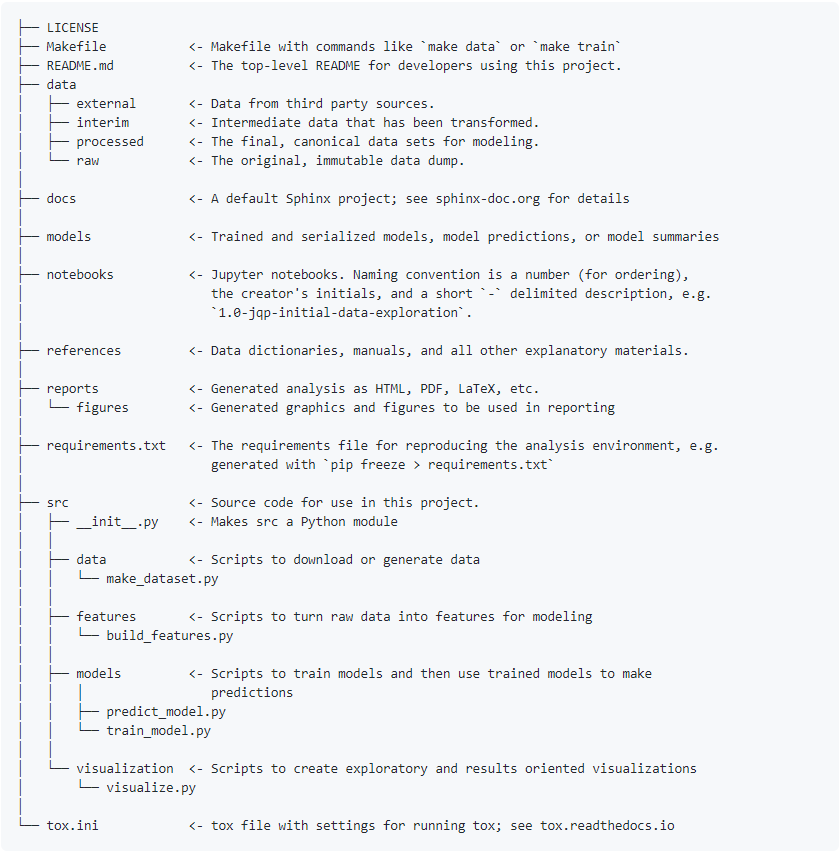 ├── LICENSE
├── Makefile           <- Makefile with commands like `make data` or `make train`
├── README.md          <- The top-level README for developers using this project.
├── data
│   ├── external       <- Data from third party sources.
│   ├── interim        <- Intermediate data that has been transformed.
│   ├── processed      <- The final, canonical data sets for modeling.
│   └── raw            <- The original, immutable data dump.
│
├── docs               <- A default Sphinx project; see sphinx-doc.org for details
│
├── models             <- Trained and serialized models, model predictions, or model summaries
│
├── notebooks          <- Jupyter notebooks. Naming convention is a number (for ordering),
│                         the creator's initials, and a short `-` delimited description, e.g.
│                         `1.0-jqp-initial-data-exploration`.
│
├── references         <- Data dictionaries, manuals, and all other explanatory materials.
│
├── reports            <- Generated analysis as HTML, PDF, LaTeX, etc.
│   └── figures        <- Generated graphics and figures to be used in reporting
│
├── requirements.txt   <- The requirements file for reproducing the analysis environment, e.g.
│                         generated with `pip freeze > requirements.txt`
│
├── src                <- Source code for use in this project.
│   ├── __init__.py    <- Makes src a Python module
│   │
│   ├── data           <- Scripts to download or generate data
│   │   └── make_dataset.py
│   │
│   ├── features       <- Scripts to turn raw data into features for modeling
│   │   └── build_features.py
│   │
│   ├── models         <- Scripts to train models and then use trained models to make
│   │   │                 predictions
│   │   ├── predict_model.py
│   │   └── train_model.py
│   │
│   └── visualization  <- Scripts to create exploratory and results oriented visualizations
│       └── visualize.py
│
└── tox.ini            <- tox file with settings for running tox; see tox.readthedocs.io